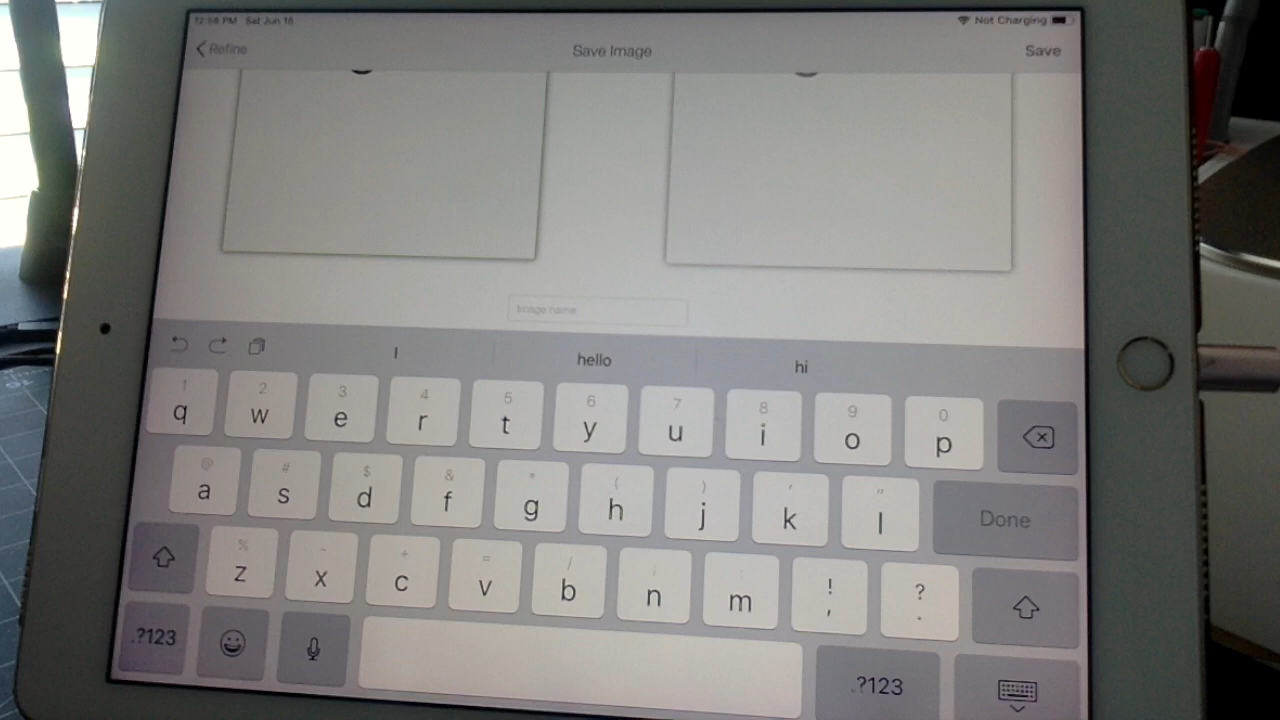 12:58 PM Sat Jun 16 Not Charging
Refine Save Image Save
Image name
I hello hi
1 2 3 4 5 6 7 8 9 0
q w e r t y u i o p
@ # $ & * ( ) ' "
a s d f g h j k l Done
% - + = / ; : ! ?
z x c v b n m , .
.?123 .?123